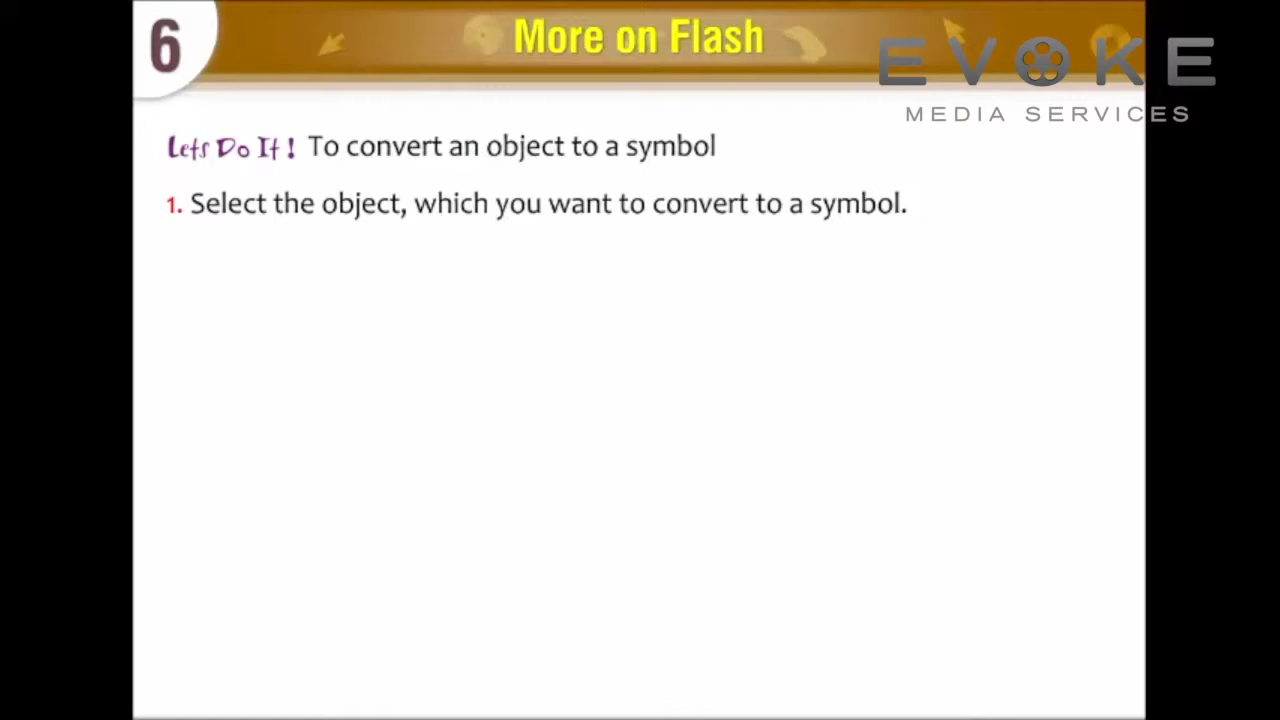 6
More on Flash
EVOKE
MEDIA SERVICES
Lets Do It! To convert an object to a symbol
1. Select the object, which you want to convert to a symbol.